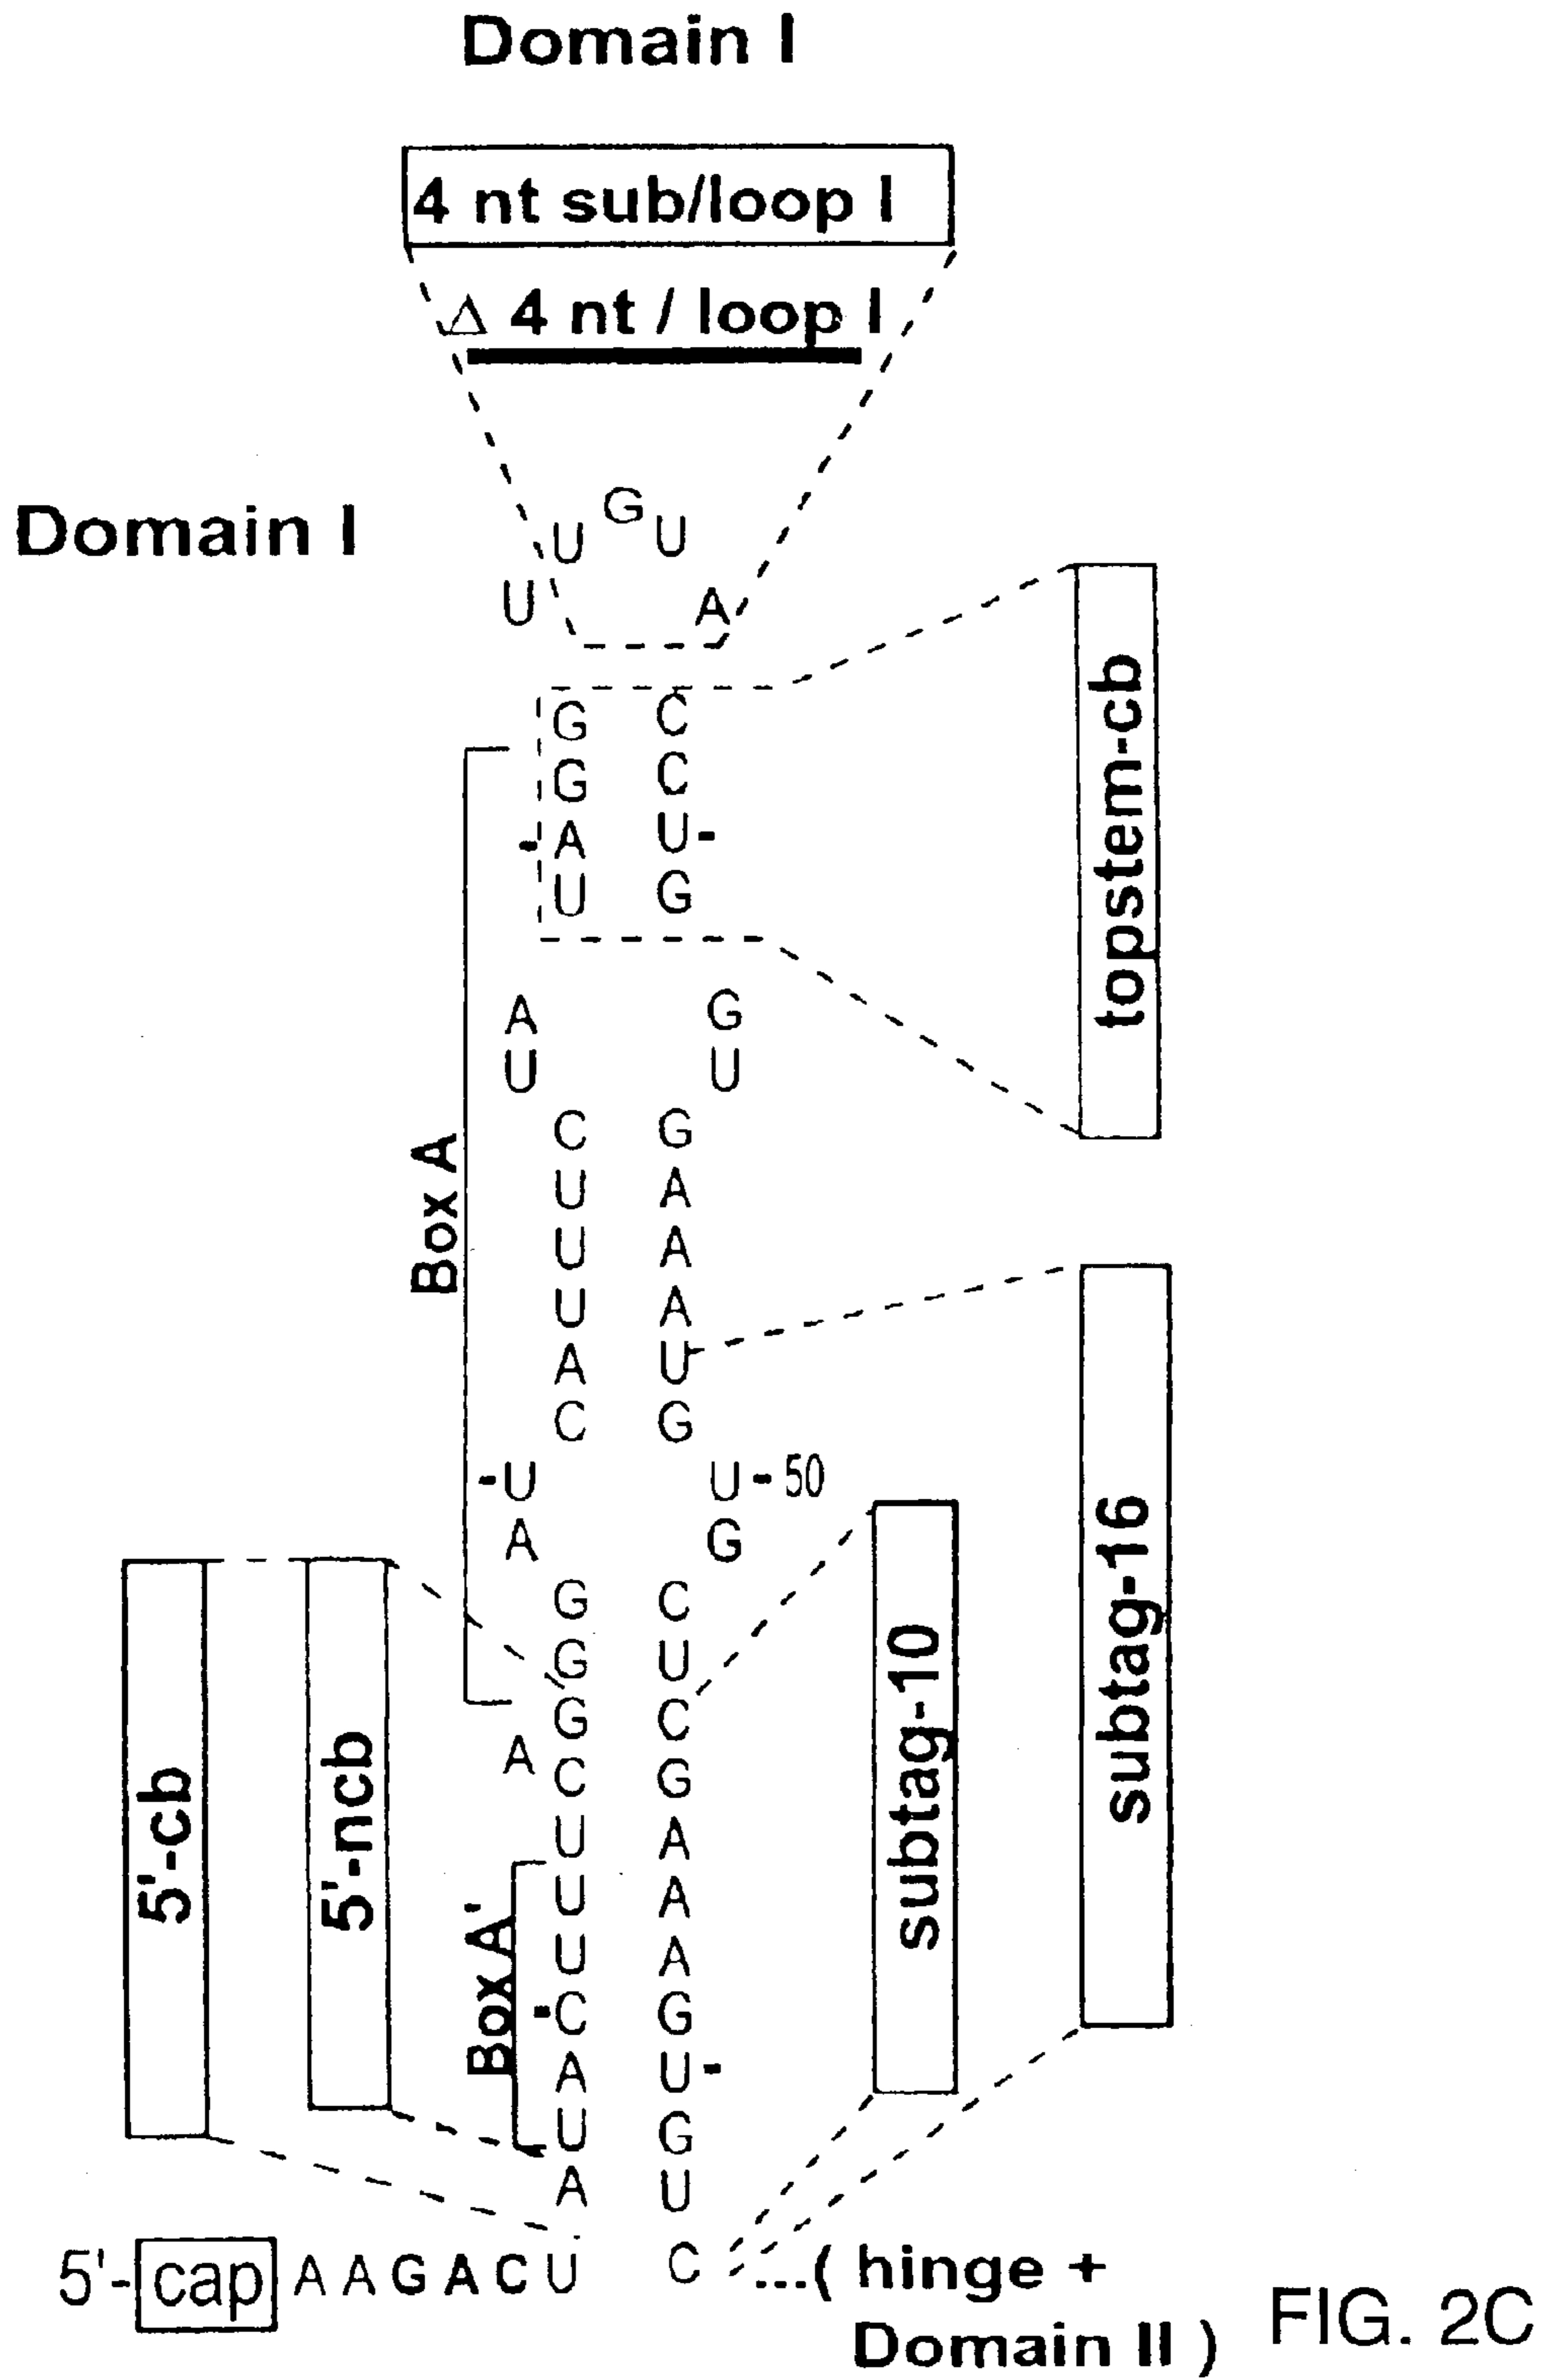 Domain I
4 nt sub/loop I
Δ 4 nt / loop I
Domain I
G
U U
U A
G C
G C
A U-
U G
A G
U U
C G
U A
U A
U A
A U
C G
-U U-50
A G
G C
G U
G C
A C G
U A
U A
U A
C G
A U-
U G
A U
5'-cap AAGACU C ...( hinge +
Domain II )
topstem-cb
Box A
subtag-16
subtag-10
5'-cb
5'-ncb
Box A'
FIG. 2C